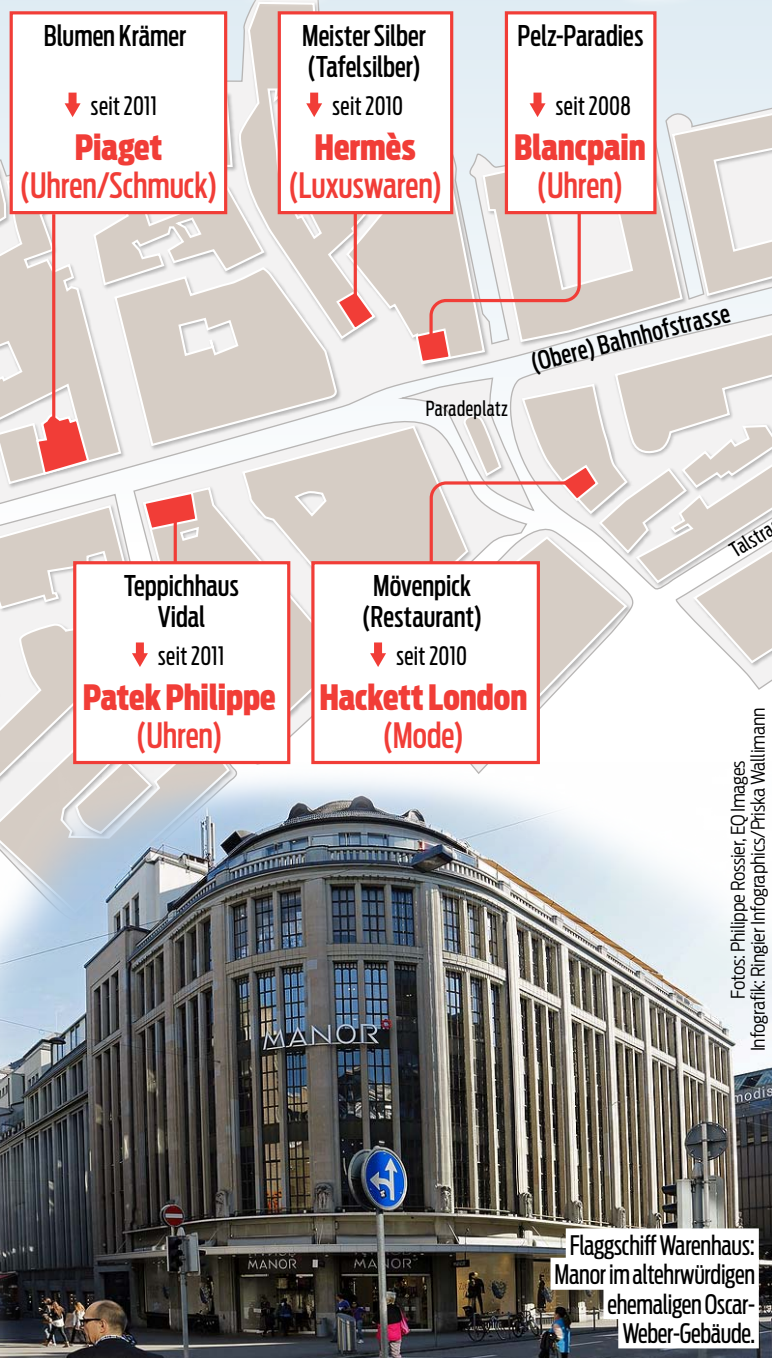 Blumen Krämer
seit 2011
Piaget
(Uhren/Schmuck)
Meister Silber
(Tafelsilber)
seit 2010
Hermès
(Luxuswaren)
Pelz-Paradies
seit 2008
Blancpain
(Uhren)
(Obere) Bahnhofstrasse
Paradeplatz
Talstra
Teppichhaus
Vidal
seit 2011
Patek Philippe
(Uhren)
Mövenpick
(Restaurant)
seit 2010
Hackett London
(Mode)
Fotos: Philippe Rossier, EQ Images
Infografik: Ringier Infographics/Priska Wallimann
MANOR
modis
MANOR
MANOR
Flaggschiff Warenhaus:
Manor im altehrwürdigen
ehemaligen Oscar-
Weber-Gebäude.